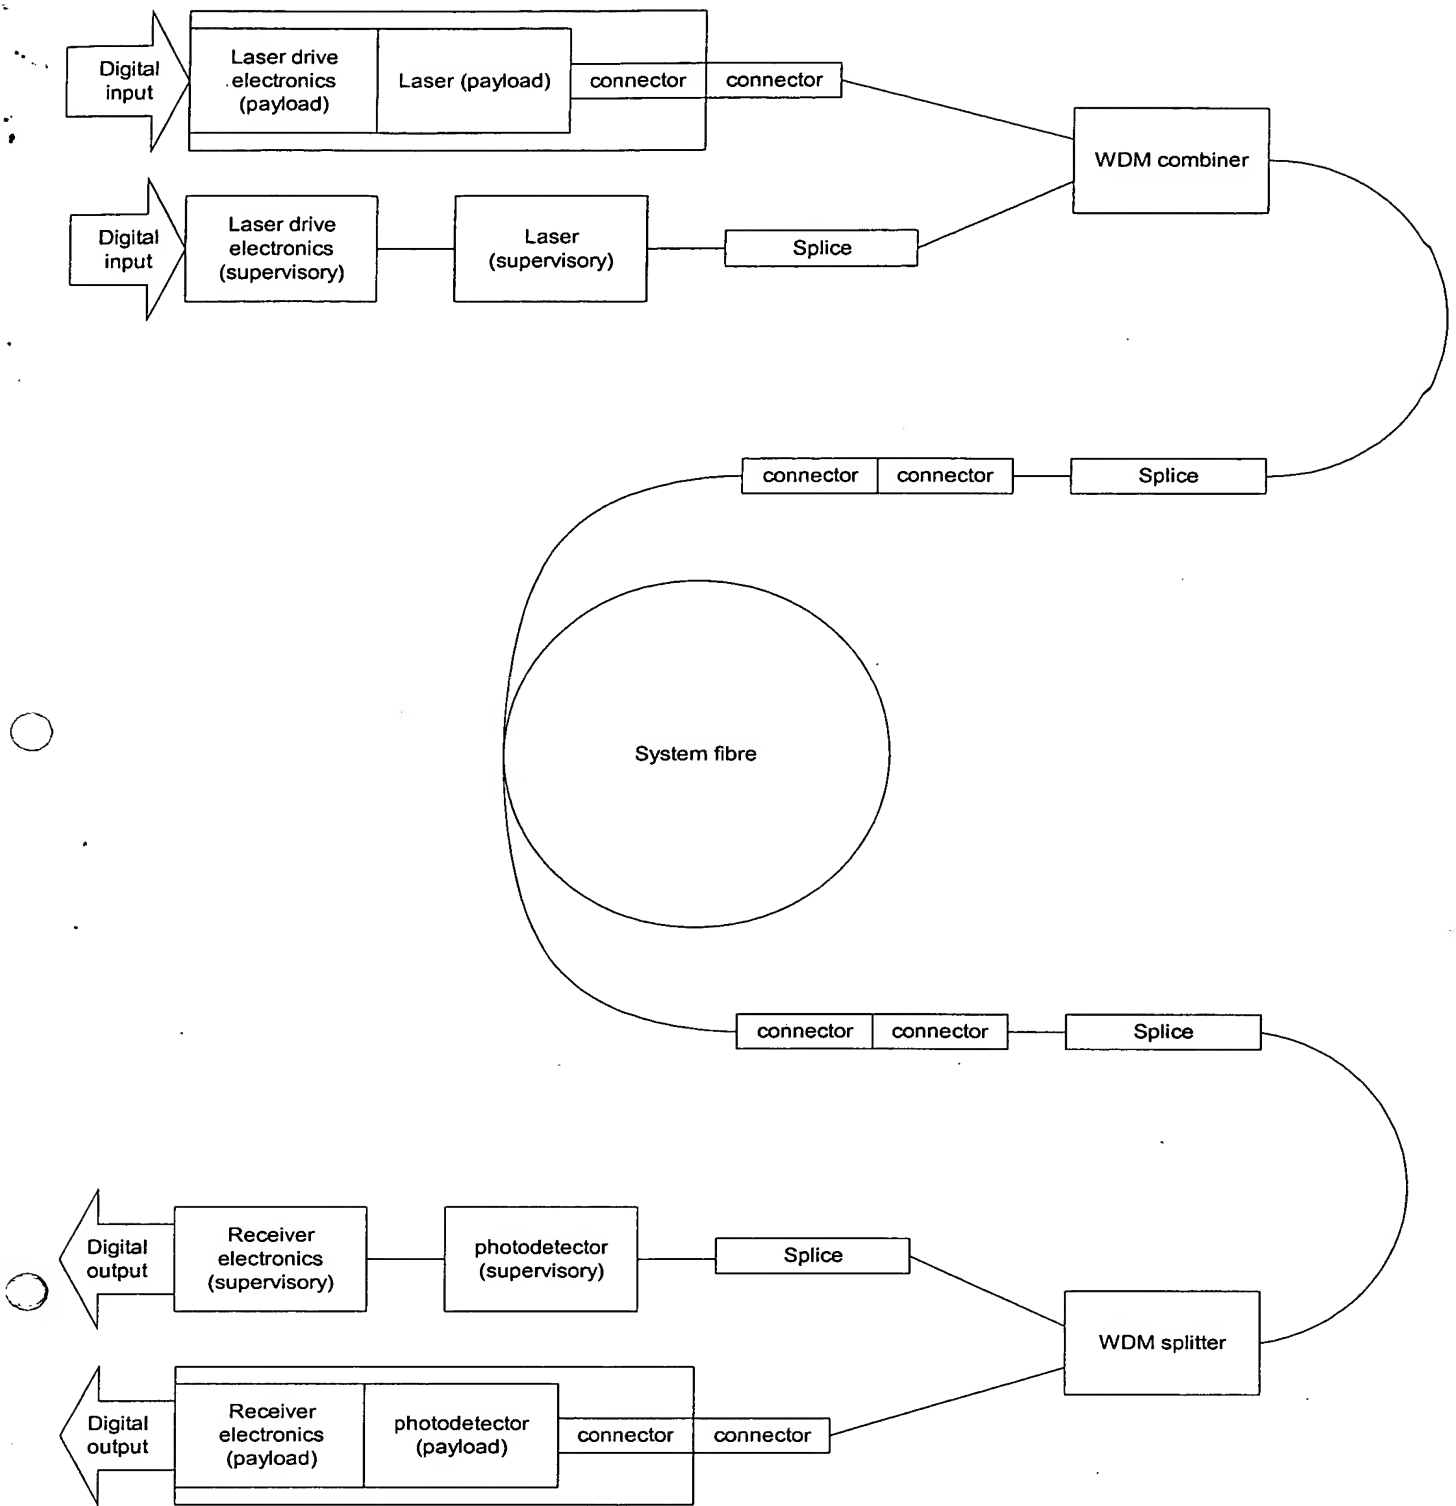 Digital
input
Laser drive
electronics
(payload)
Laser (payload)
connector
connector
WDM combiner
Digital
input
Laser drive
electronics
(supervisory)
Laser
(supervisory)
Splice
connector
connector
Splice
System fibre
connector
connector
Splice
Digital
output
Receiver
electronics
(supervisory)
photodetector
(supervisory)
Splice
WDM splitter
Digital
output
Receiver
electronics
(payload)
photodetector
(payload)
connector
connector